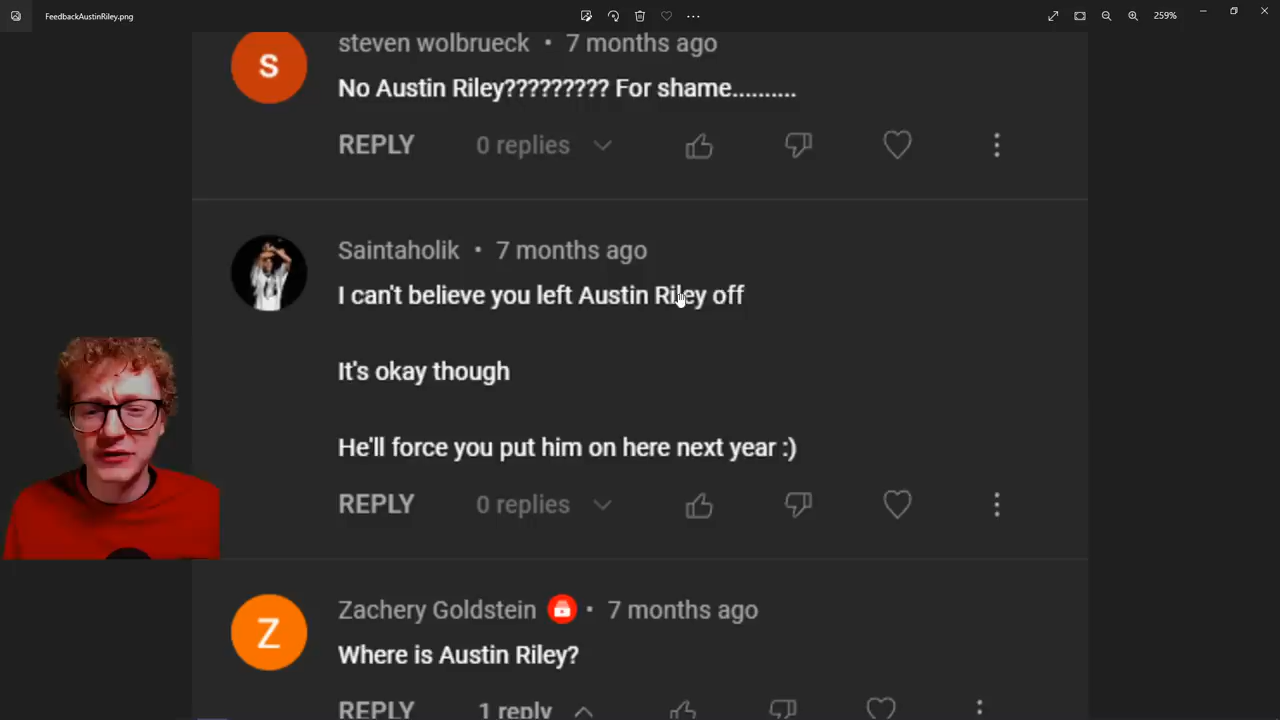 FeedbackAustinRiley.png
259%
steven wolbrueck • 7 months ago
S
No Austin Riley????????? For shame..........
REPLY 0 replies
Saintaholik • 7 months ago
I can't believe you left Austin Riley off
It's okay though
He'll force you put him on here next year :)
REPLY 0 replies
Zachery Goldstein • 7 months ago
Z
Where is Austin Riley?
REPLY 1 reply